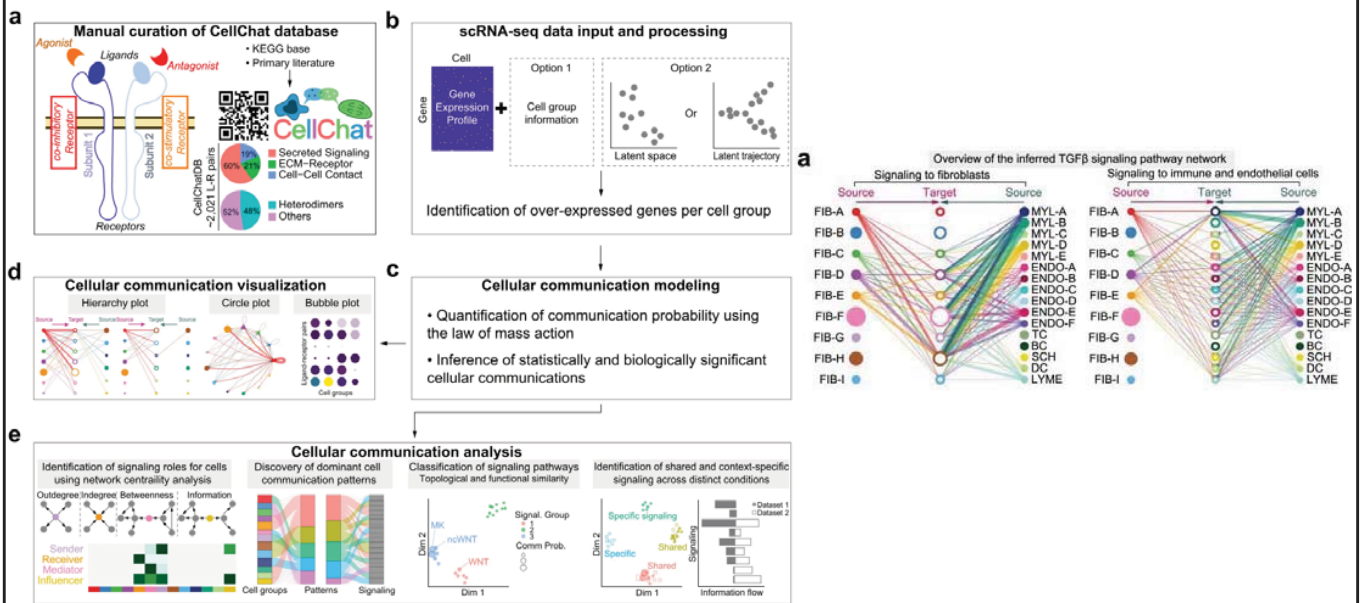 a
Manual curation of CellChat database
Agonist
Ligands
Antagonist
• KEGG base
• Primary literature
co-inhibitory
Receptor
Subunit 1
Subunit 2
co-stimulatory
Receptor
Receptors
CellChat
CellChatDB
~2,021 L-R pairs
60%
19%
21%
Secreted Signaling
ECM-Receptor
Cell-Cell Contact
52%
48%
Heterodimers
Others
b
scRNA-seq data input and processing
Cell
Gene
Gene
Expression
Profile
+
Option 1
Cell group
information
Option 2
Latent space
Or
Latent trajectory
Identification of over-expressed genes per cell group
c
Cellular communication modeling
• Quantification of communication probability using
the law of mass action
• Inference of statistically and biologically significant
cellular communications
d
Cellular communication visualization
Hierarchy plot
Circle plot
Bubble plot
Source
Target
Source
Source
Target
Source
Ligand-receptor pairs
Cell groups
e
Cellular communication analysis
Identification of signaling roles for cells
using network centraility analysis
Outdegree
Indegree
Betweenness
Information
Sender
Receiver
Mediator
Influencer
Discovery of dominant cell
communication patterns
Cell groups
Patterns
Signaling
Classification of signaling pathways
Topological and functional similarity
MK
ncWNT
WNT
Dim 2
Dim 1
Signal. Group
1
2
3
Comm Prob.
Identification of shared and context-specific
signaling across distinct conditions
Specific signaling
Specific
Shared
Shared
Dim 2
Dim 1
Dataset 1
Dataset 2
Signaling
Information flow
a
Overview of the inferred TGFβ signaling pathway network
Signaling to fibroblasts
Source
Target
Source
FIB-A
FIB-B
FIB-C
FIB-D
FIB-E
FIB-F
FIB-G
FIB-H
FIB-I
MYL-A
MYL-B
MYL-C
MYL-D
MYL-E
ENDO-A
ENDO-B
ENDO-C
ENDO-D
ENDO-E
ENDO-F
TC
BC
SCH
DC
LYME
Signaling to immune and endothelial cells
Source
Target
Source
FIB-A
FIB-B
FIB-C
FIB-D
FIB-E
FIB-F
FIB-G
FIB-H
FIB-I
MYL-A
MYL-B
MYL-C
MYL-D
MYL-E
ENDO-A
ENDO-B
ENDO-C
ENDO-D
ENDO-E
ENDO-F
TC
BC
SCH
DC
LYME